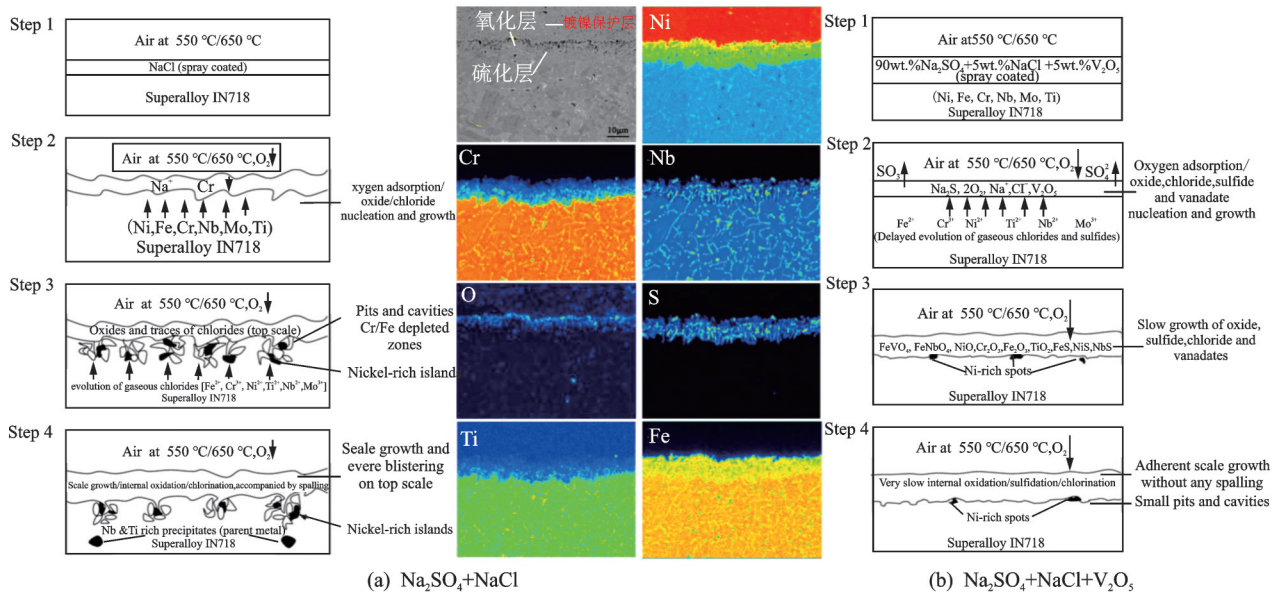 Step 1
Air at 550 ℃/650 ℃
NaCl (spray coated)
Superalloy IN718
Step 2
Air at 550 ℃/650 ℃,O₂
Na⁺ Cr
(Ni,Fe,Cr,Nb,Mo,Ti)
Superalloy IN718
xygen adsorption/
oxide/chloride
nucleation and growth
Step 3
Air at 550 ℃/650 ℃,O₂
Oxides and traces of chlorides (top scale)
evolution of gaseous chlorides [Fe²⁺, Cr³⁺, Ni²⁺,Ti²⁺,Nb²⁺,Mo³⁺]
Superalloy IN718
Pits and cavities
Cr/Fe depleted
zones
Nickel-rich islands
Step 4
Air at 550 ℃/650 ℃,O₂
Scale growth/internal oxidation/chlorination,accompanied by spalling
Nb &Ti rich precipitates (parent metal)
Superalloy IN718
Seale growth and
evere blistering
on top scale
Nickel-rich islands
氧化层
镀镍保护层
硫化层
10μm
Ni
Cr
Nb
O
S
Ti
Fe
Step 1
Air at550 ℃/650 ℃
90wt.%Na₂SO₄+5wt.%NaCl +5wt.%V₂O₅
(spray coated)
(Ni, Fe, Cr, Nb, Mo, Ti)
Superalloy IN718
Step 2
SO₃
Air at 550 ℃/650 ℃,O₂
SO₄²
Na₂S, 2O₂, Na⁺,Cl⁻,V₂O₅
Fe²⁺ Cr³⁺ Ni²⁺ Ti²⁺ Nb²⁺ Mo³⁺
(Delayed evolution of gaseous chlorides and sulfides)
Superalloy IN718
Oxygen adsorption/
oxide,chloride,sulfide
and vanadate
nucleation and growth
Step 3
Air at 550 ℃/650 ℃,O₂
FeVO₄, FeNbO₄, NiO,Cr₂O₃,Fe₂O₃,TiO₂,FeS,NiS,NbS
Ni-rich spots
Superalloy IN718
Slow growth of oxide,
sulfide,chloride and
vanadates
Step 4
Air at 550 ℃/650 ℃,O₂
Very slow internal oxidation/sulfidation/chlorination
Ni-rich spots
Superalloy IN718
Adherent scale growth
without any spalling
Small pits and cavities
(a) Na₂SO₄+NaCl
(b) Na₂SO₄+NaCl+V₂O₅